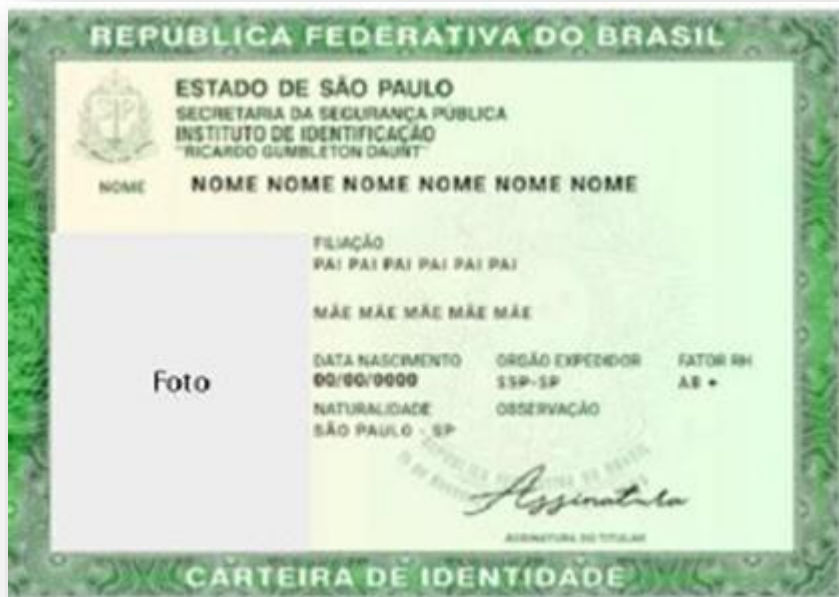 REPUBLICA FEDERATIVA DO BRASIL
ESTADO DE SÃO PAULO
SECRETARIA DA SEGURANÇA PÚBLICA
INSTITUTO DE IDENTIFICAÇÃO
"RICARDO GUMBLETON DAUNT"
NOME NOME NOME NOME NOME NOME NOME
FILIAÇÃO
PAI PAI PAI PAI PAI PAI
MÃE MÃE MÃE MÃE MÃE
Foto
DATA NASCIMENTO ORGÃO EXPEDIDOR FATOR RH
00/00/0000 SSP-SP AB +
NATURALIDADE OBSERVAÇÃO
SÃO PAULO - SP
Assinatura
ASSINATURA DO TITULAR
CARTEIRA DE IDENTIDADE